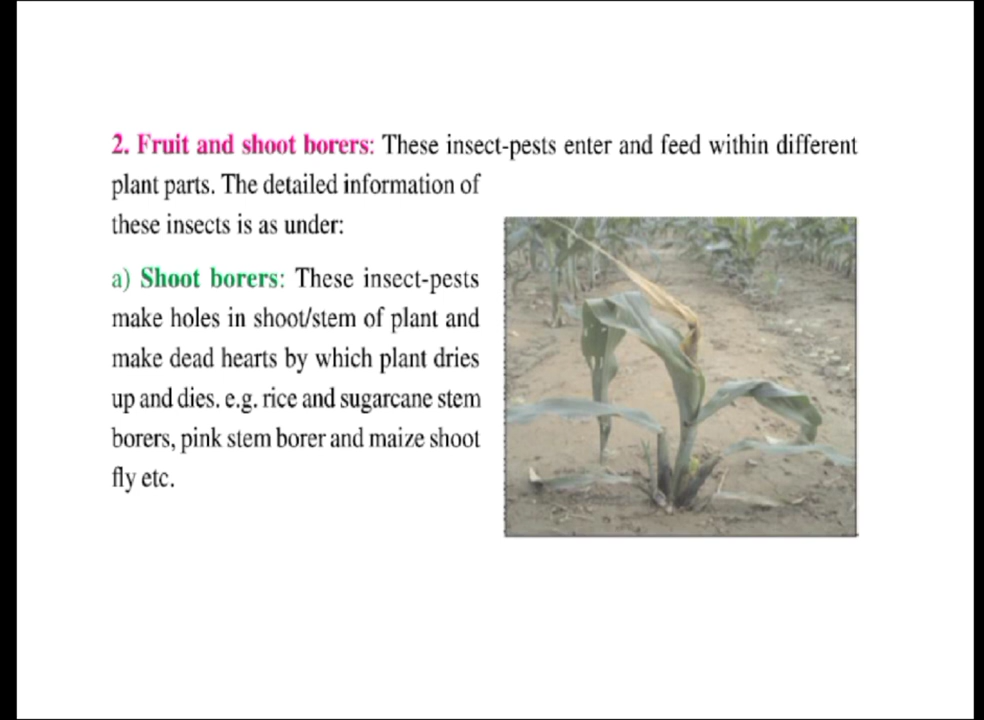 2. Fruit and shoot borers: These insect-pests enter and feed within different
plant parts. The detailed information of
these insects is as under:
a) Shoot borers: These insect-pests
make holes in shoot/stem of plant and
make dead hearts by which plant dries
up and dies. e.g. rice and sugarcane stem
borers, pink stem borer and maize shoot
fly etc.